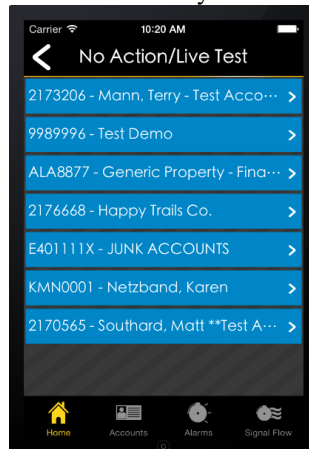 Carrier 10:20 AM
No Action/Live Test
2173206 - Mann, Terry - Test Acco···
9989996 - Test Demo
ALA8877 - Generic Property - Fina···
2176668 - Happy Trails Co.
E401111X - JUNK ACCOUNTS
KMN0001 - Netzband, Karen
2170565 - Southard, Matt **Test A···
Home Accounts Alarms Signal Flow